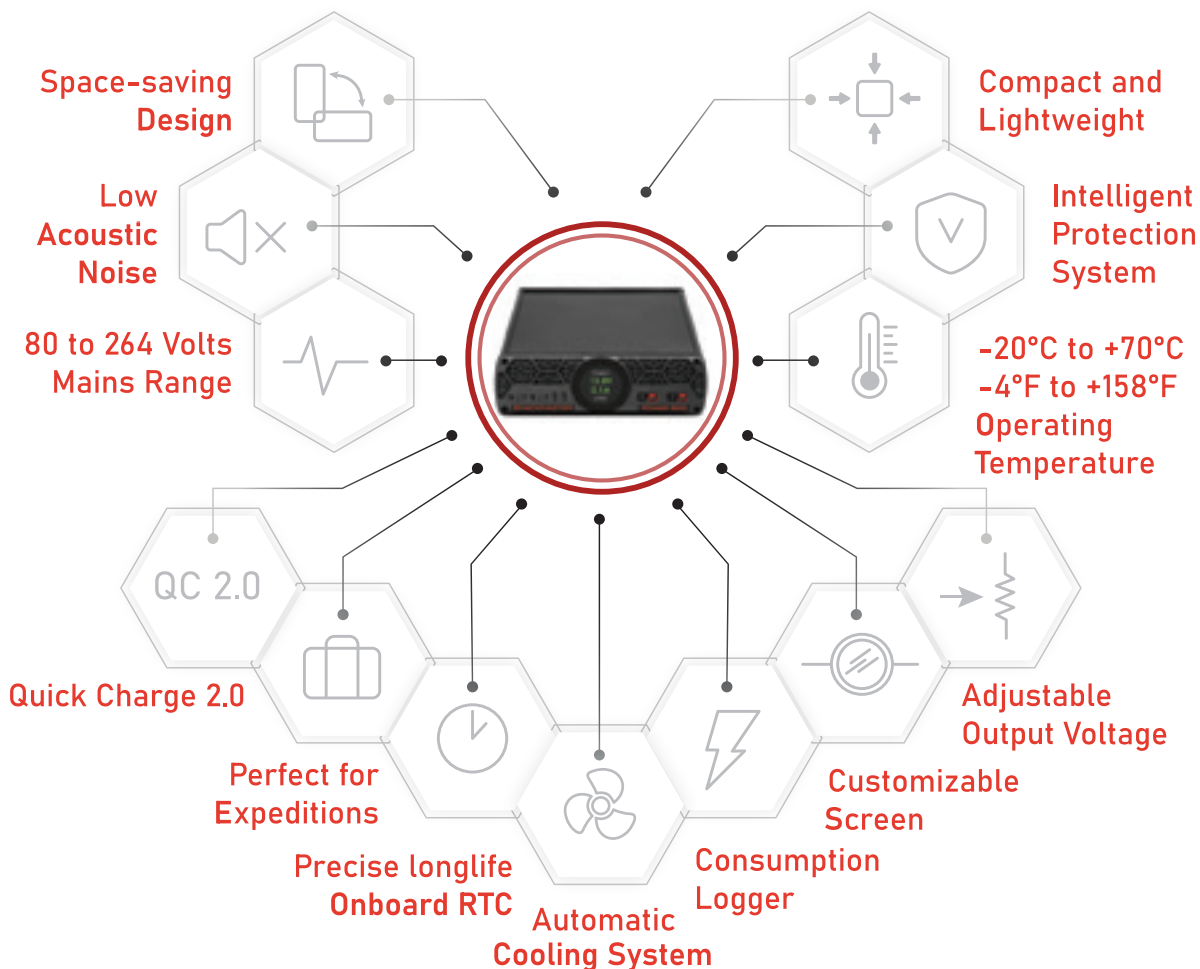 Space-saving
Design
Compact and
Lightweight
Low
Acoustic
Noise
Intelligent
Protection
System
80 to 264 Volts
Mains Range
-20°C to +70°C
-4°F to +158°F
Operating
Temperature
QC 2.0
Quick Charge 2.0
Adjustable
Output Voltage
Perfect for
Expeditions
Customizable
Screen
Precise longlife
Onboard RTC
Consumption
Logger
Automatic
Cooling System